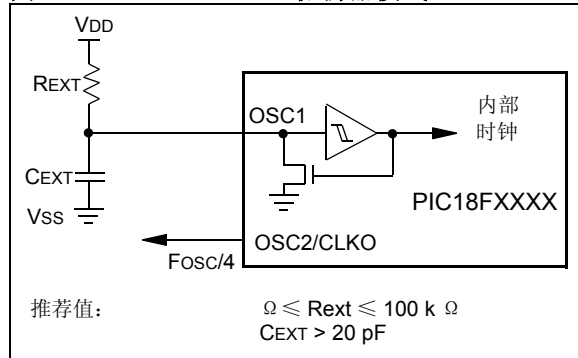 VDD
REXT
OSC1
内部
时钟
CEXT
PIC18FXXXX
VSS
OSC2/CLKO
FOSC/4
推荐值:
Ω ≤ Rext ≤ 100 k Ω
CEXT > 20 pF